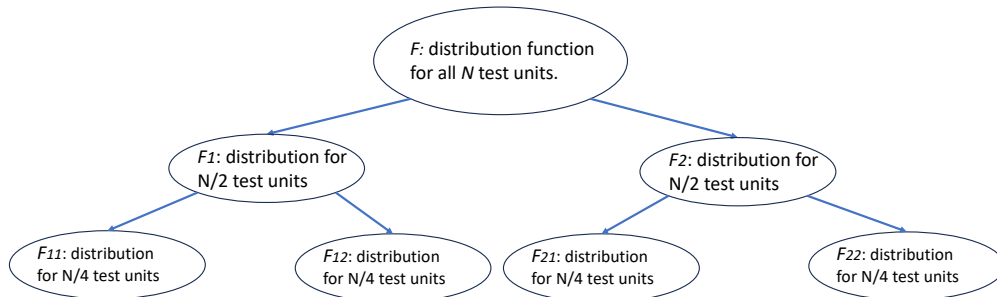 F: distribution function
for all N test units.
F1: distribution for
N/2 test units
F2: distribution for
N/2 test units
F11: distribution
for N/4 test units
F12: distribution
for N/4 test units
F21: distribution
for N/4 test units
F22: distribution
for N/4 test units